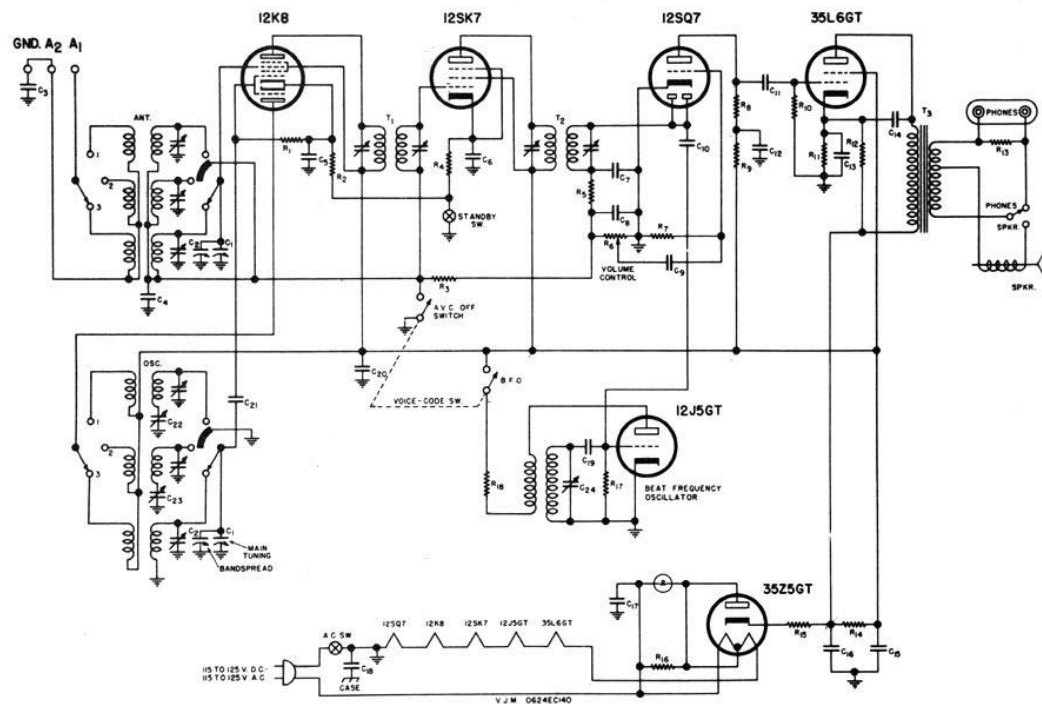 12K8
12SK7
12SQ7
35L6GT
GND. A2 A1
C3
ANT.
1
2
3
C2
C1
C4
R1
C5
R2
T1
R4
C6
STANDBY
SW.
R3
A.V.C. OFF
SWITCH
T2
C7
R5
C8
R6
R7
VOLUME
CONTROL
C9
C10
R8
C11
C12
R9
R10
R11
C13
R12
C14
T3
PHONES
R13
PHONES
SPKR.
SPKR.
OSC.
1
2
3
C21
C22
C23
C2
C1
MAIN
TUNING
BANDSPREAD
C20
VOICE-CODE SW.
B.F.O
R18
C24
C19
R17
12J5GT
BEAT FREQUENCY
OSCILLATOR
35Z5GT
C17
R16
R15
R14
C16
C15
A C SW
C18
CASE
12SQ7
12K8
12SK7
12J5GT
35L6GT
115 TO 125 V. D.C.
115 TO 125 V. A.C.
V.J.M. 0624EC140